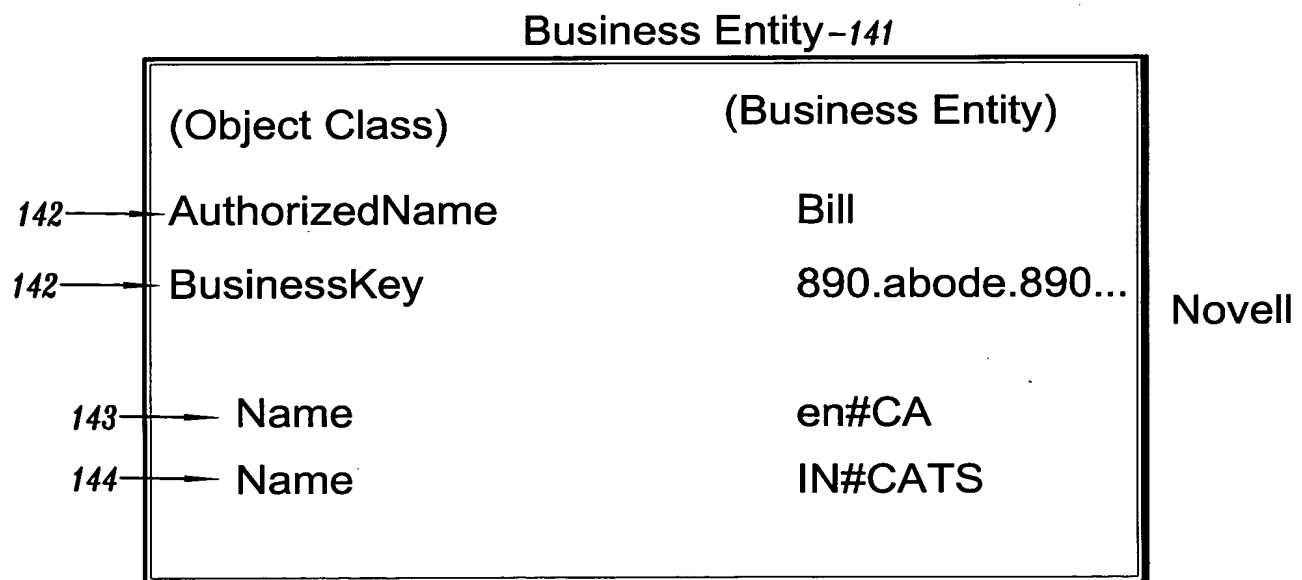 Business Entity-141
(Object Class) (Business Entity)
142 AuthorizedName Bill
142 BusinessKey 890.abode.890...
Novell
143 Name en#CA
144 Name IN#CATS